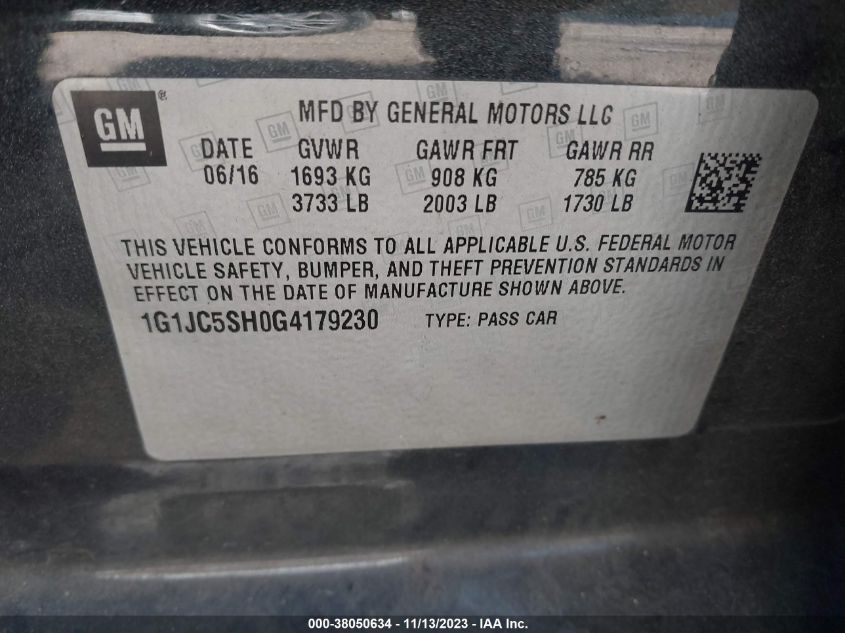 GM®
MFD BY GENERAL MOTORS LLC
DATE GVWR GAWR FRT GAWR RR
06/16 1693 KG 908 KG 785 KG
3733 LB 2003 LB 1730 LB
THIS VEHICLE CONFORMS TO ALL APPLICABLE U.S. FEDERAL MOTOR
VEHICLE SAFETY, BUMPER, AND THEFT PREVENTION STANDARDS IN
EFFECT ON THE DATE OF MANUFACTURE SHOWN ABOVE.
1G1JC5SH0G4179230 TYPE: PASS CAR
000-38050634 - 11/13/2023 - IAA Inc.